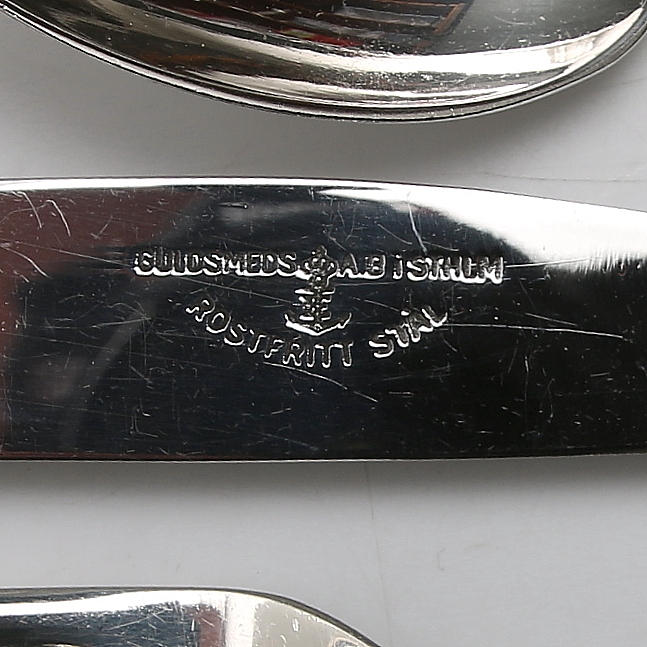 GULDSMEDS A.B i STHLM
ROSTFRITT STÅL